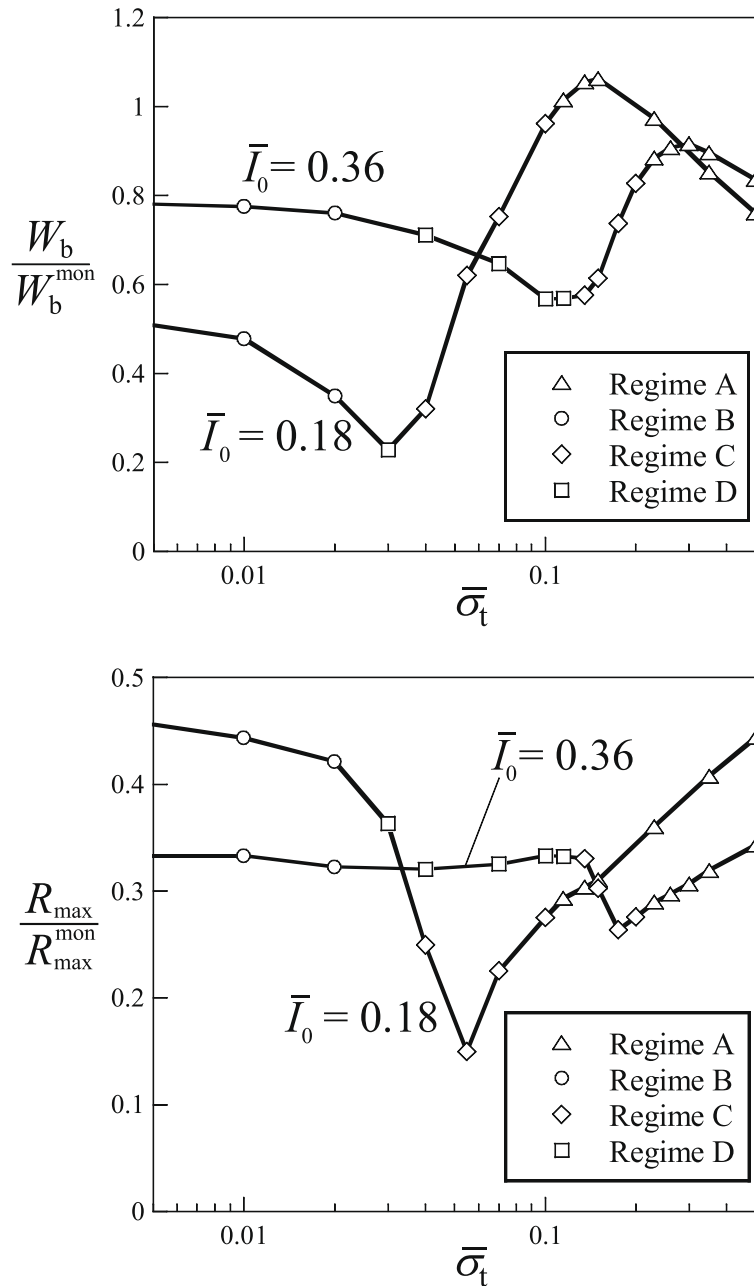 1.2
1
Ī₀ = 0.36
0.8
W_b
W_b^mon
0.6
Regime A
0.4
Regime B
Ī₀ = 0.18
Regime C
0.2
Regime D
0
0.01
0.1
σ̄_t
0.5
Ī₀ = 0.36
0.4
0.3
R_max
R_max^mon
0.2
Ī₀ = 0.18
Regime A
Regime B
0.1
Regime C
Regime D
0
0.01
0.1
σ̄_t